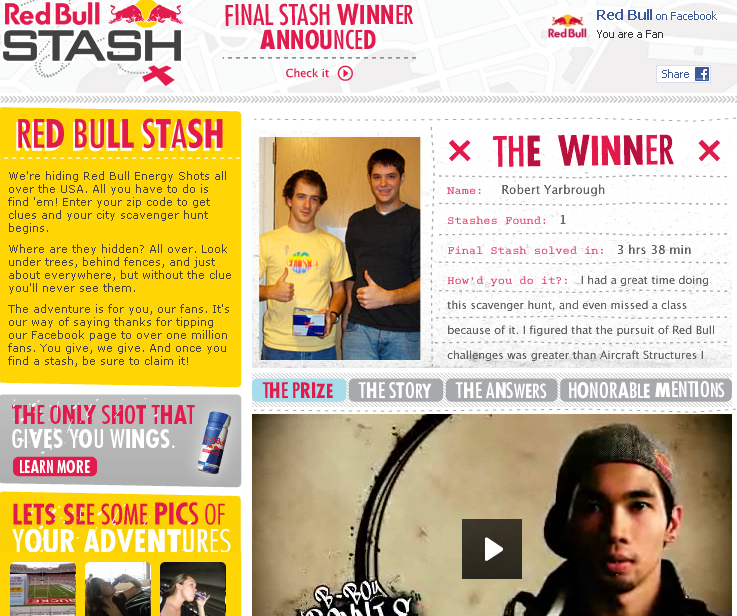 Red Bull
STASH
FINAL STASH WINNER
ANNOUNCED
Check it
Red Bull
Red Bull on Facebook
You are a Fan
Share
RED BULL STASH
We're hiding Red Bull Energy Shots all
over the USA. All you have to do is
find 'em! Enter your zip code to get
clues and your city scavenger hunt
begins.
Where are they hidden? All over. Look
under trees, behind fences, and just
about everywhere, but without the clue
you'll never see them.
The adventure is for you, our fans. It's
our way of saying thanks for tipping
our Facebook page to over one million
fans. You give, we give. And once you
find a stash, be sure to claim it!
THE ONLY SHOT THAT
GIVES YOU WINGS.
LEARN MORE
LETS SEE SOME PICS OF
YOUR ADVENTURES
THE WINNER
Name: Robert Yarbrough
Stashes Found: 1
Final Stash solved in: 3 hrs 38 min
How'd you do it?: I had a great time doing
this scavenger hunt, and even missed a class
because of it. I figured that the pursuit of Red Bull
challenges was greater than Aircraft Structures I
THE PRIZE
THE STORY
THE ANSWERS
HONORABLE MENTIONS
B-BOY